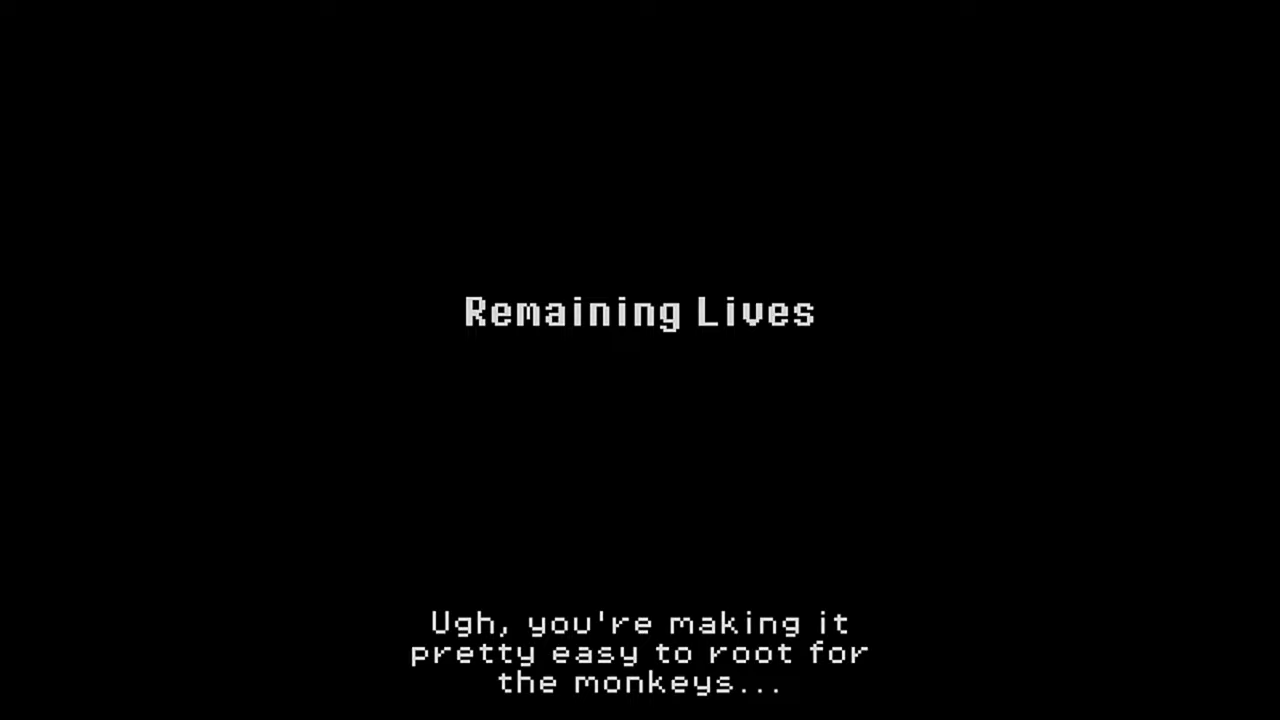 Remaining Lives
Ugh, you're making it
pretty easy to root for
the monkeys...